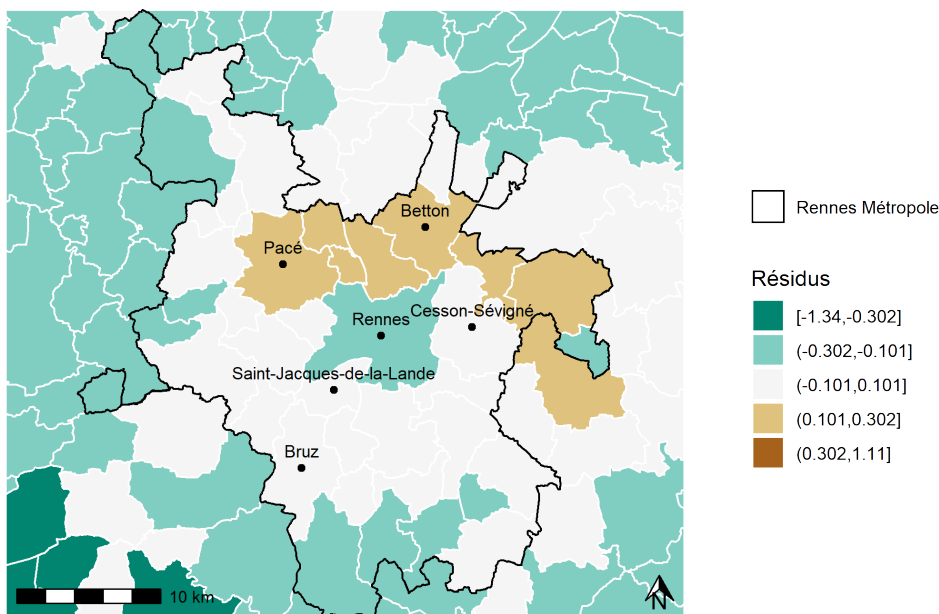 Betton
Pacé
Cesson-Sévigné
Rennes
Saint-Jacques-de-la-Lande
Bruz
10 km
N
Rennes Métropole
Résidus
[-1.34,-0.302]
(-0.302,-0.101]
(-0.101,0.101]
(0.101,0.302]
(0.302,1.11]